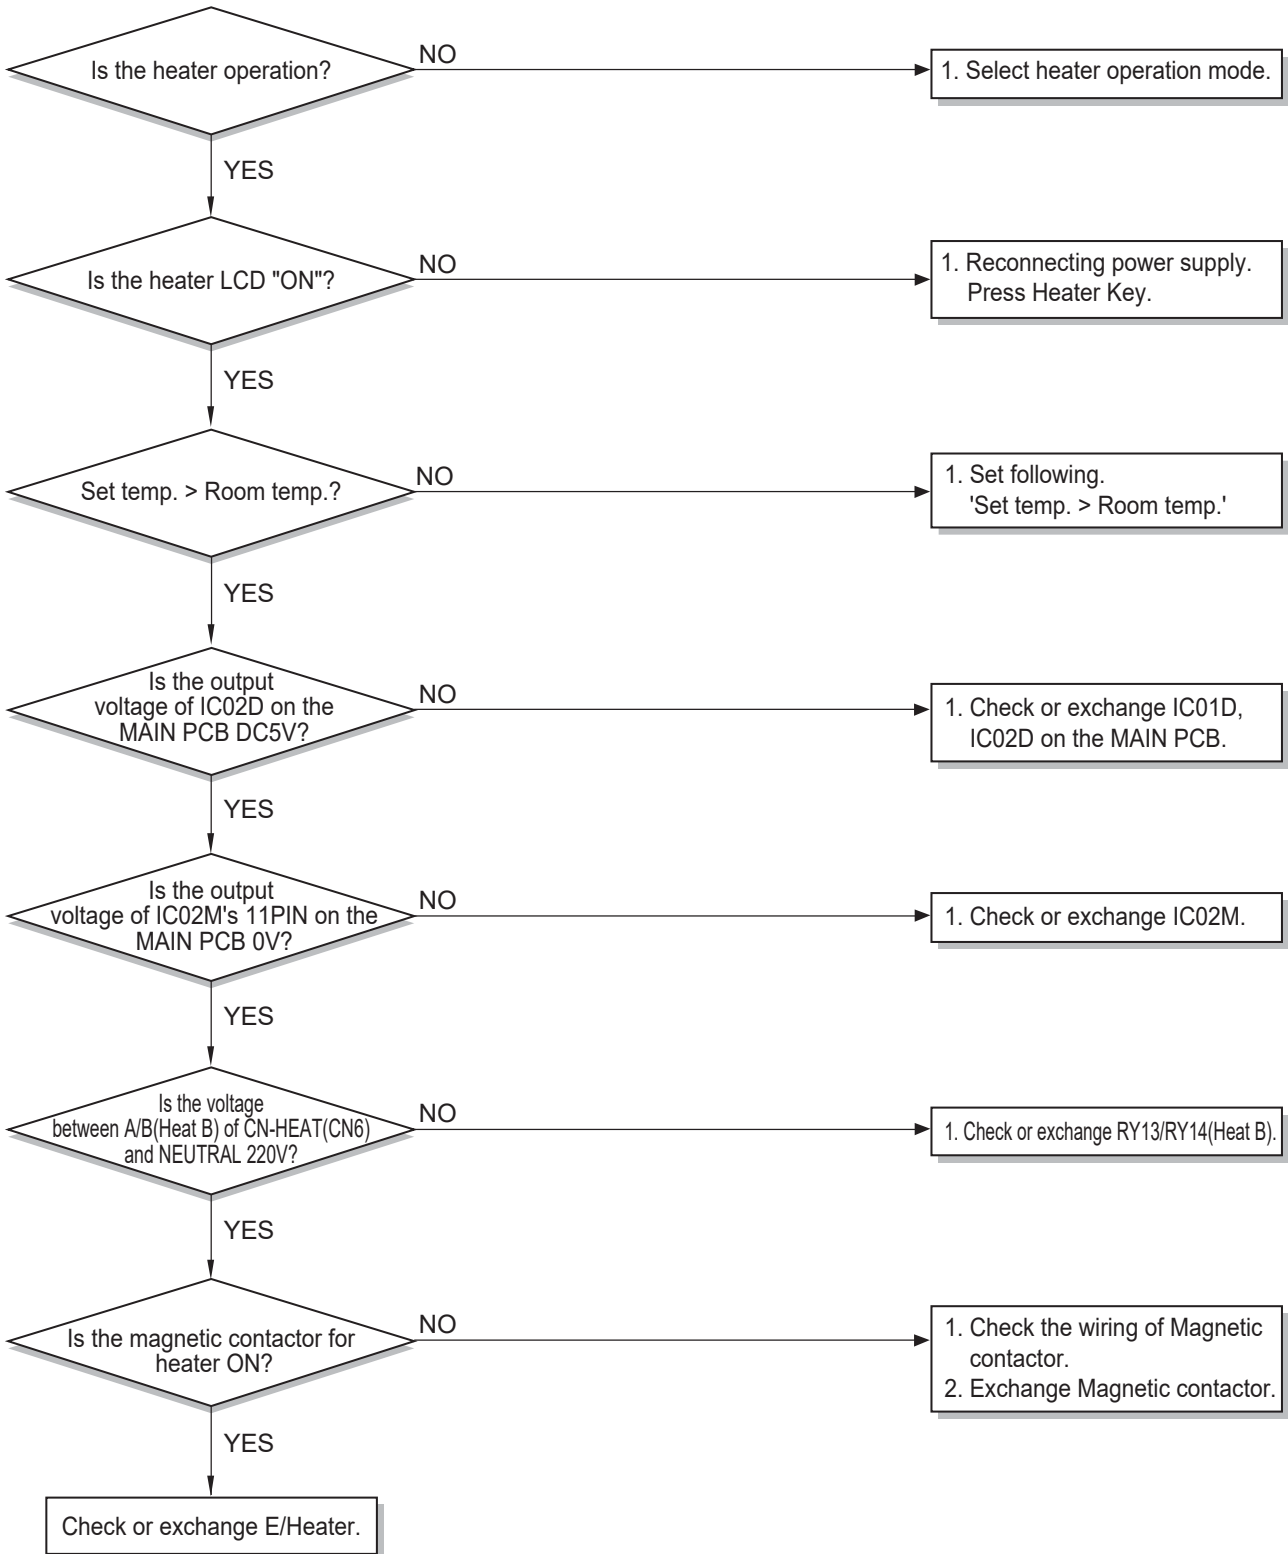 Is the heater operation?
NO
1. Select heater operation mode.
YES
Is the heater LCD "ON"?
NO
1. Reconnecting power supply.
Press Heater Key.
YES
Set temp. > Room temp.?
NO
1. Set following.
'Set temp. > Room temp.'
YES
Is the output
voltage of IC02D on the
MAIN PCB DC5V?
NO
1. Check or exchange IC01D,
IC02D on the MAIN PCB.
YES
Is the output
voltage of IC02M's 11PIN on the
MAIN PCB 0V?
NO
1. Check or exchange IC02M.
YES
Is the voltage
between A/B(Heat B) of CN-HEAT(CN6)
and NEUTRAL 220V?
NO
1. Check or exchange RY13/RY14(Heat B).
YES
Is the magnetic contactor for
heater ON?
NO
1. Check the wiring of Magnetic
contactor.
2. Exchange Magnetic contactor.
YES
Check or exchange E/Heater.